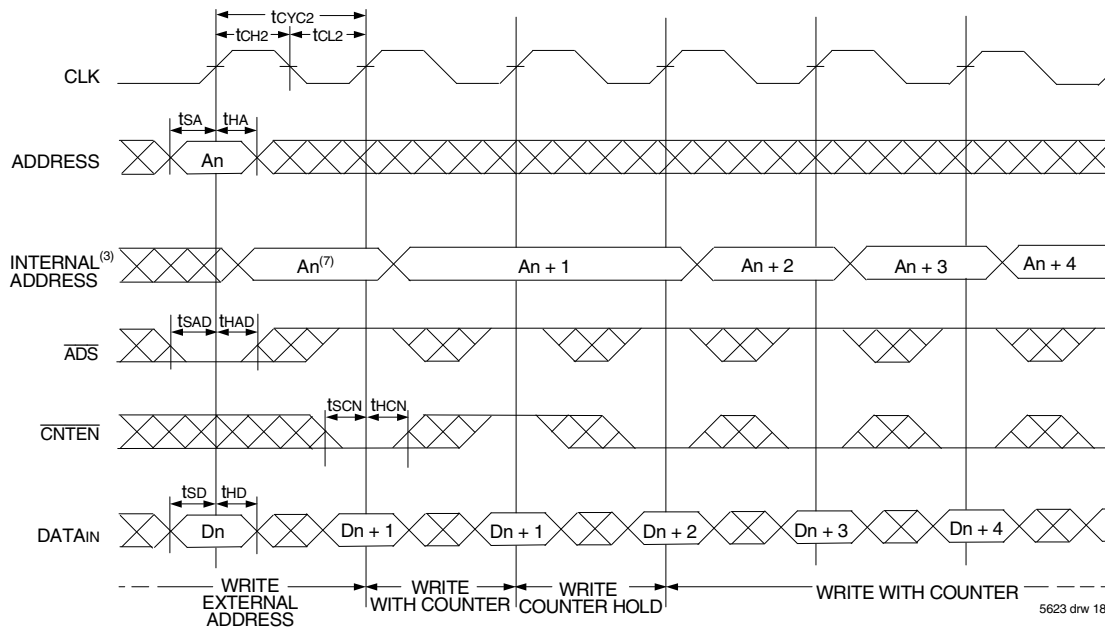 tCYC2
tCH2 tCL2
CLK
tSA tHA
ADDRESS An
INTERNAL(3)
ADDRESS An(7) An + 1 An + 2 An + 3 An + 4
tSAD tHAD
ADS
tSCN tHCN
CNTEN
tSD tHD
DATAIN Dn Dn + 1 Dn + 1 Dn + 2 Dn + 3 Dn + 4
WRITE
EXTERNAL
ADDRESS
WRITE
WITH COUNTER
WRITE
COUNTER HOLD
WRITE WITH COUNTER
5623 drw 18